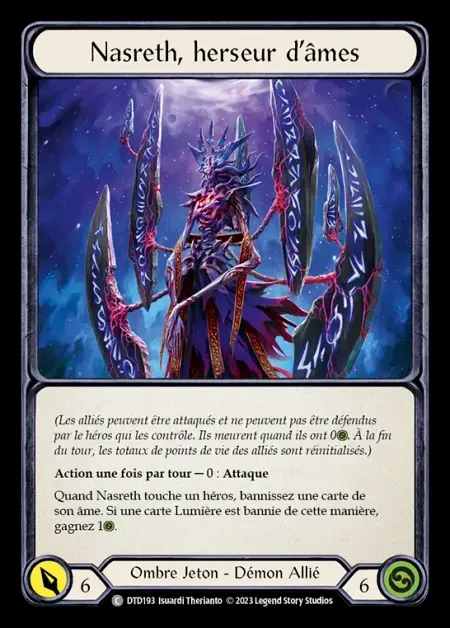 Nasreth, herseur d'âmes
(Les alliés peuvent être attaqués et ne peuvent pas être défendus
par le héros qui les contrôle. Ils meurent quand ils ont 0. À la fin
du tour, les totaux de points de vie des alliés sont réinitialisés.)
Action une fois par tour — 0 : Attaque
Quand Nasreth touche un héros, bannissez une carte de
son âme. Si une carte Lumière est bannie de cette manière,
gagnez 1.
6
Ombre Jeton - Démon Allié
6
C DTD193 Isuardi Therianto © 2023 Legend Story Studios